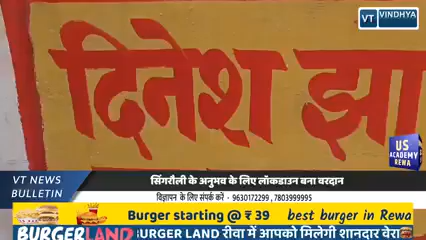 VT VINDHYA
दिनेश झा
US ACADEMY REWA
VT NEWS BULLETIN
सिंगरौली के अनुभव के लिए लॉकडाउन बना वरदान
विज्ञापन के लिए संपर्क करें - 9630172299, 7803999995
Burger starting @ ₹ 39 best burger in Rewa
BURGERLAND
BURGER LAND रीवा में आपको मिलेगी शानदार वेरा